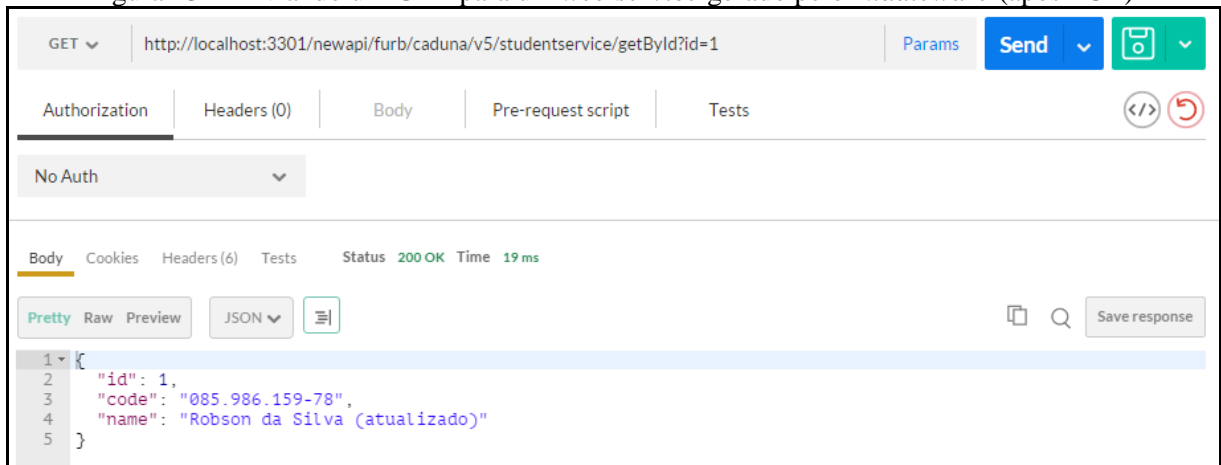 GET http://localhost:3301/newapi/furb/caduna/v5/studentservice/getById?id=1 Params Send
Authorization Headers (0) Body Pre-request script Tests </>
No Auth
Body Cookies Headers (6) Tests Status 200 OK Time 19 ms
Pretty Raw Preview JSON Save response
1 {
2 "id": 1,
3 "code": "085.986.159-78",
4 "name": "Robson da Silva (atualizado)"
5 }